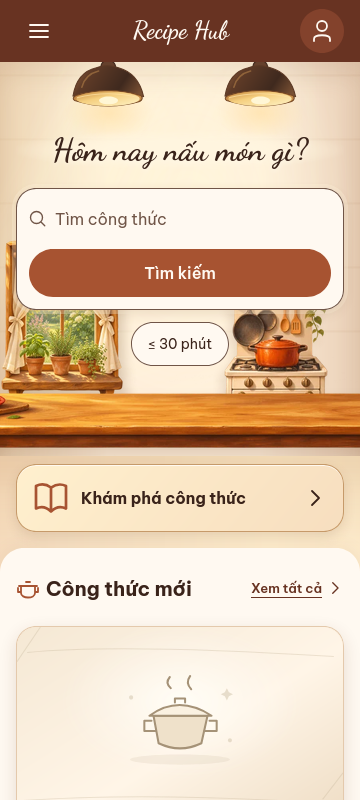 Recipe Hub
Hôm nay nấu món gì?
Tìm công thức
Tìm kiếm
≤ 30 phút
Khám phá công thức
Công thức mới
Xem tất cả